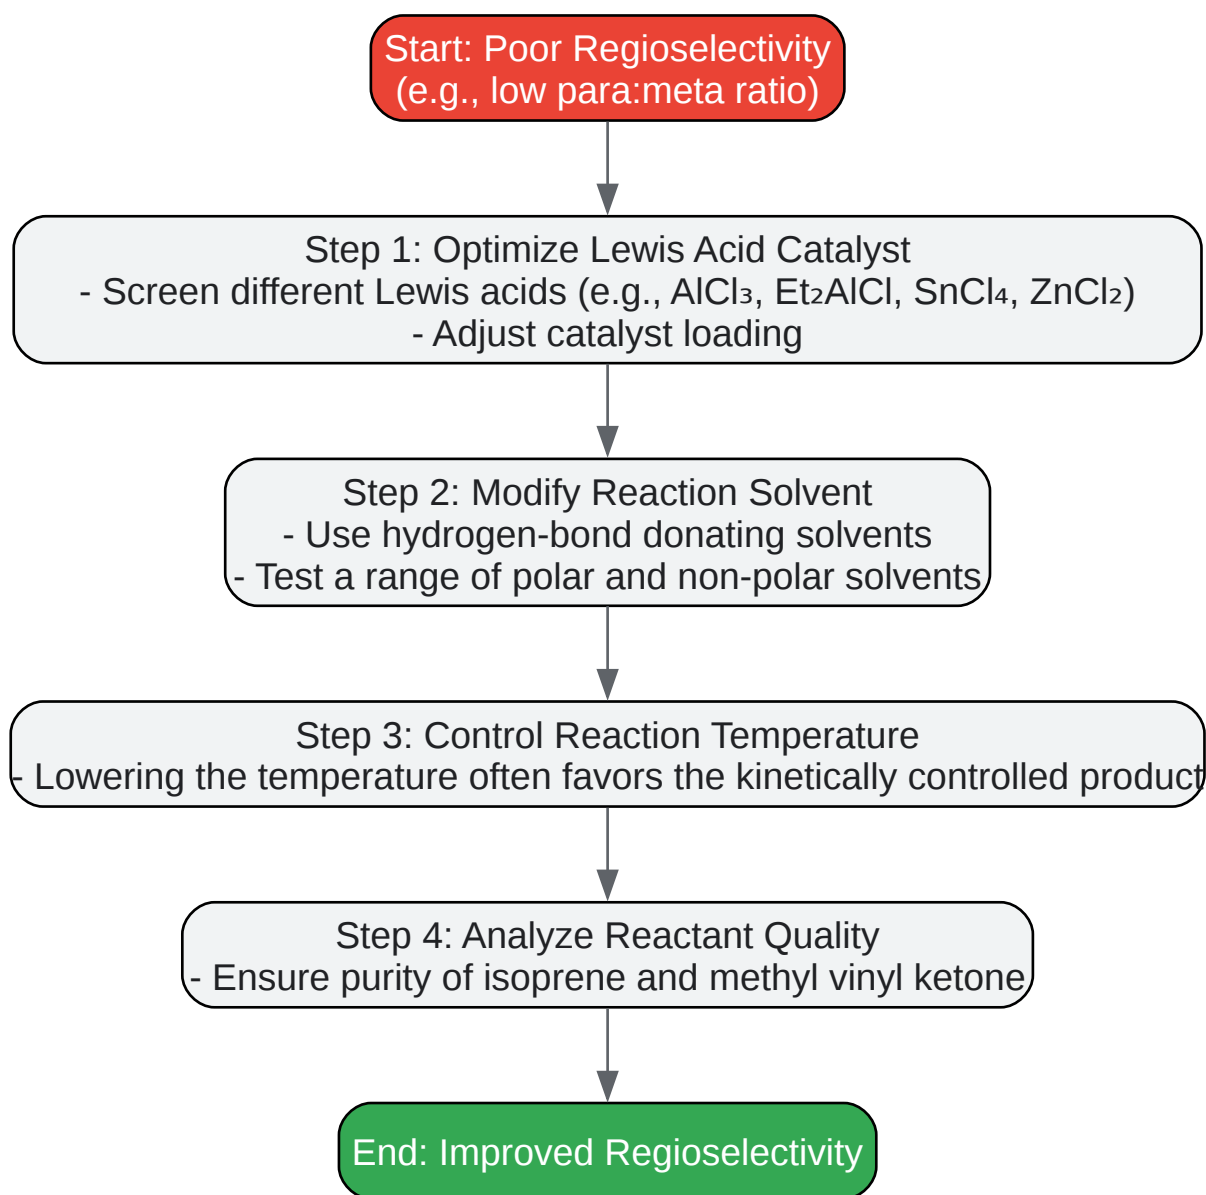 Start: Poor Regioselectivity
(e.g., low para:meta ratio)
Step 1: Optimize Lewis Acid Catalyst
- Screen different Lewis acids (e.g., AlCl₃, Et₂AlCl, SnCl₄, ZnCl₂)
- Adjust catalyst loading
Step 2: Modify Reaction Solvent
- Use hydrogen-bond donating solvents
- Test a range of polar and non-polar solvents
Step 3: Control Reaction Temperature
- Lowering the temperature often favors the kinetically controlled product
Step 4: Analyze Reactant Quality
- Ensure purity of isoprene and methyl vinyl ketone
End: Improved Regioselectivity